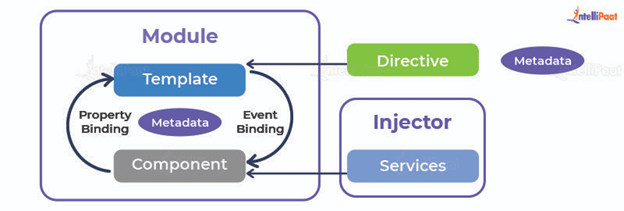 intelliPaat
Module
Template
Property
Binding
Metadata
Event
Binding
Component
Directive
Metadata
Injector
Services